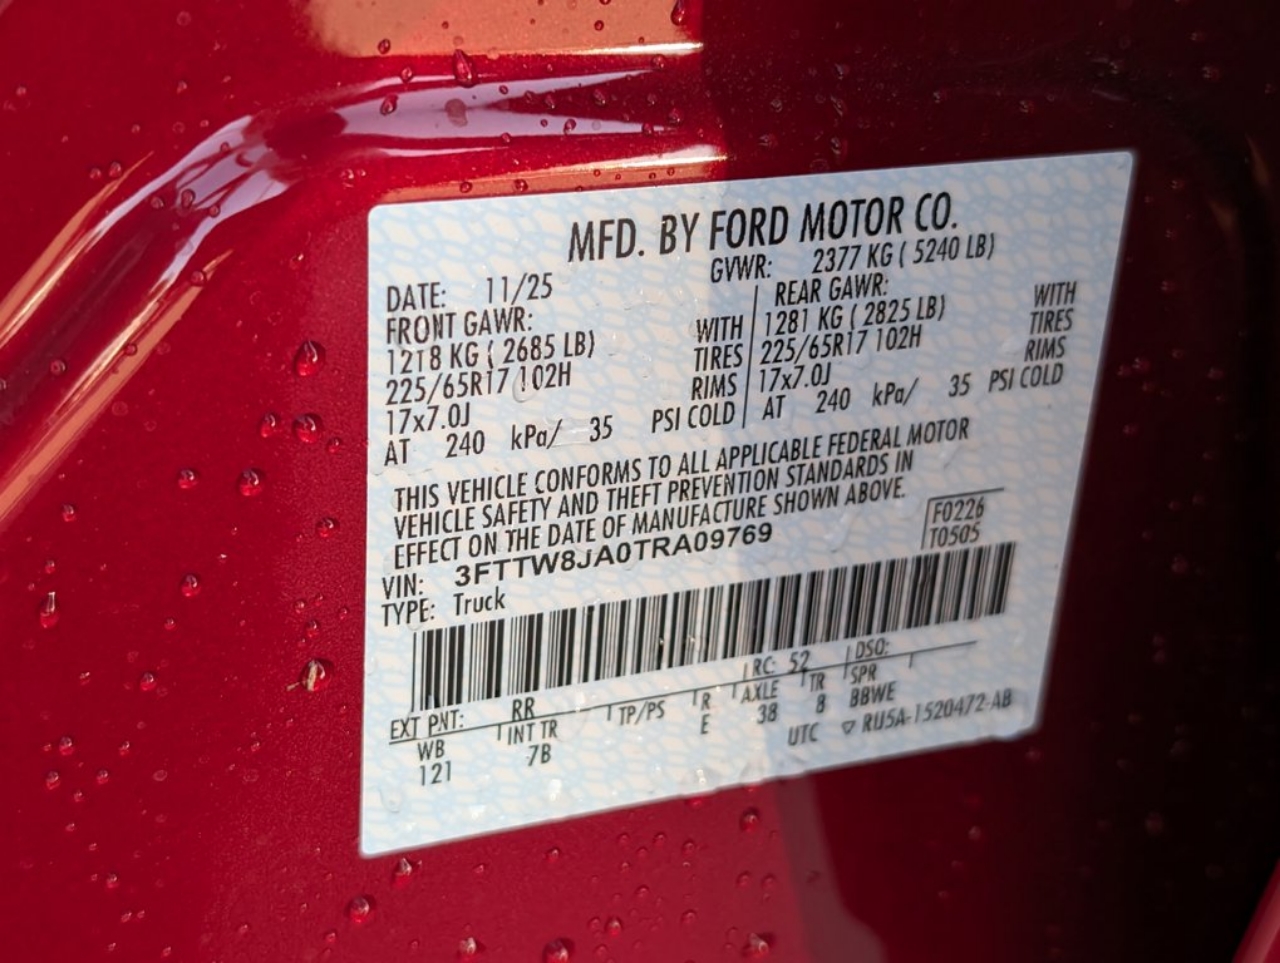 MFD. BY FORD MOTOR CO.
DATE: 11/25
GVWR: 2377 KG ( 5240 LB)
FRONT GAWR:
1218 KG ( 2685 LB) WITH
225/65R17 102H TIRES
17x7.0J RIMS
AT 240 kPa/ 35 PSI COLD
REAR GAWR:
1281 KG ( 2825 LB) WITH
225/65R17 102H TIRES
17x7.0J RIMS
AT 240 kPa/ 35 PSI COLD
THIS VEHICLE CONFORMS TO ALL APPLICABLE FEDERAL MOTOR
VEHICLE SAFETY AND THEFT PREVENTION STANDARDS IN
EFFECT ON THE DATE OF MANUFACTURE SHOWN ABOVE.
F0226
T0505
VIN: 3FTTW8JA0TRA09769
TYPE: Truck
EXT PNT: RR RC: 52 DSO:
WB INT TR TP/PS R AXLE TR SPR
121 7B E 38 8 BBWE
UTC ▽ RU5A-1520472-AB